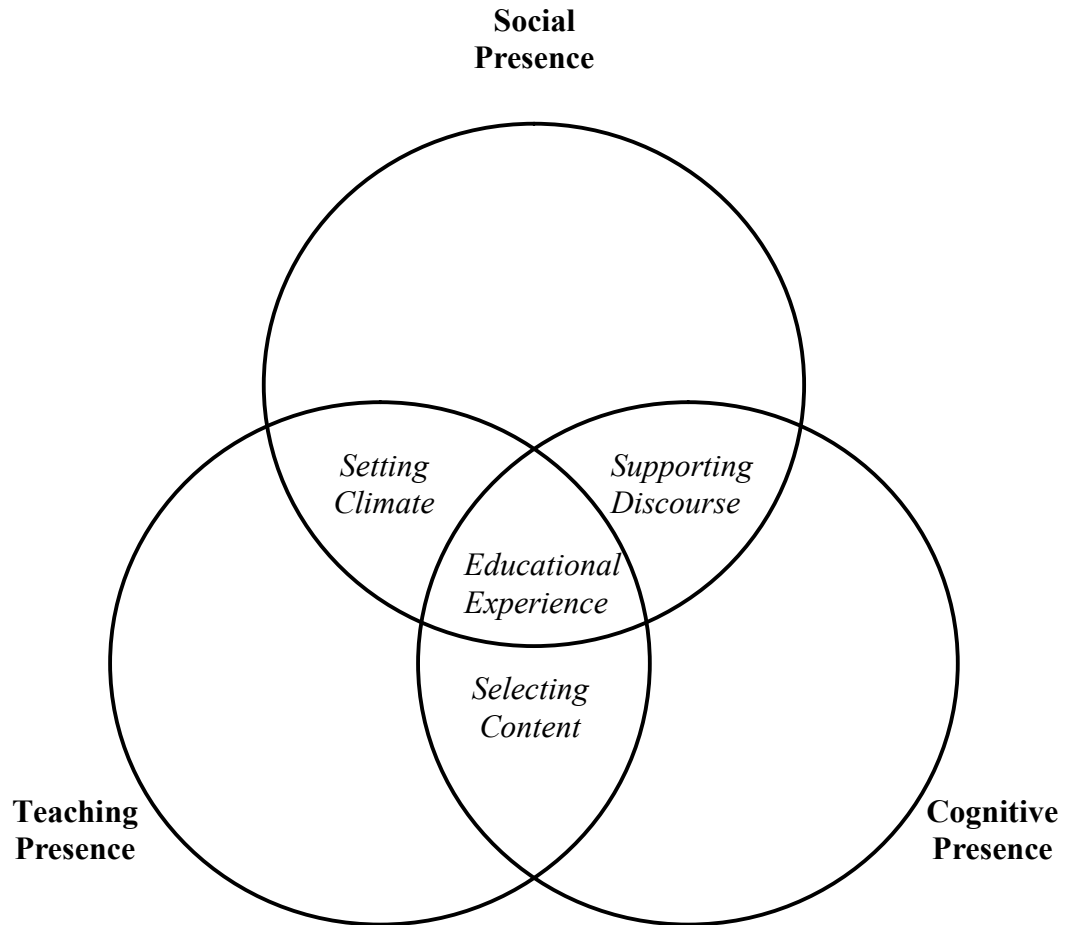 Social
Presence
Setting
Climate
Supporting
Discourse
Educational
Experience
Selecting
Content
Teaching
Presence
Cognitive
Presence